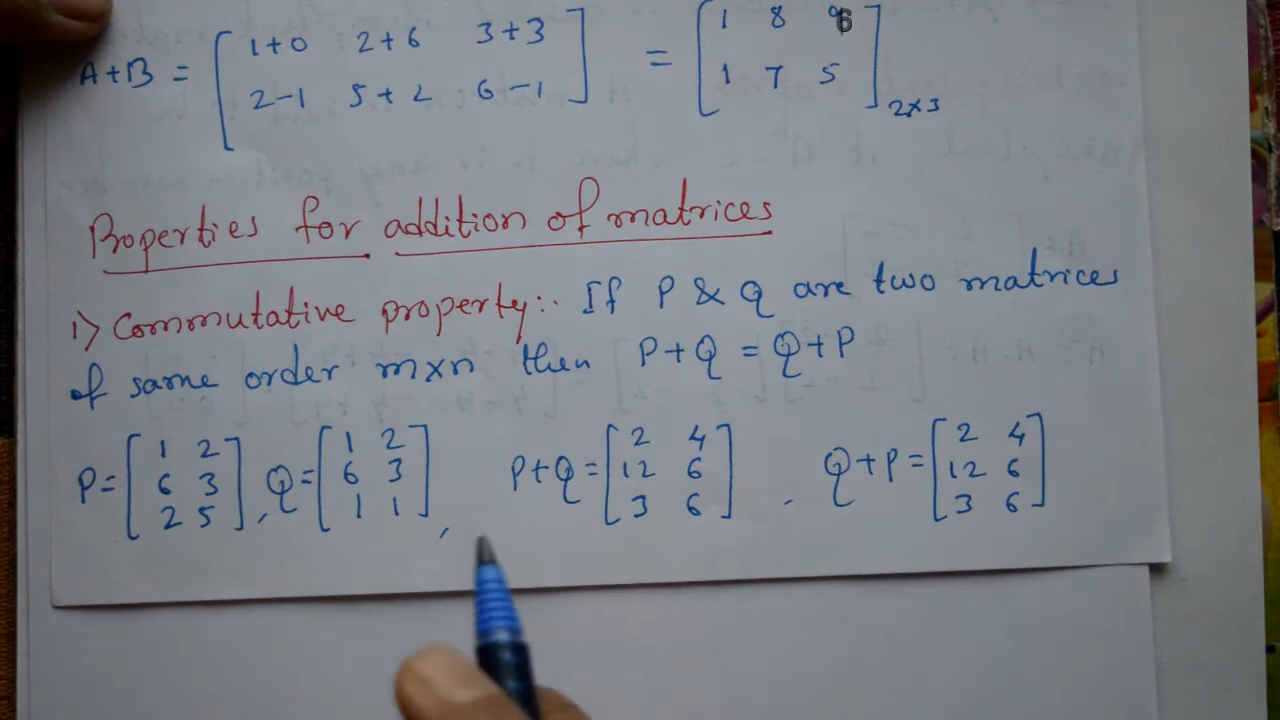 A+B = [ 1+0 2+6 3+3 ] = [ 1 8 6 ]
[ 2-1 5+2 6-1 ] [ 1 7 5 ] 2×3
Properties for addition of matrices
1) Commutative property:. If P & Q are two matrices
of same order m×n then P+Q = Q+P
P = [ 1 2 ] , Q = [ 1 2 ] , P+Q = [ 2 4 ] , Q+P = [ 2 4 ]
[ 6 3 ] [ 6 3 ] [ 12 6 ] [ 12 6 ]
[ 2 5 ] [ 1 1 ] [ 3 6 ] [ 3 6 ]